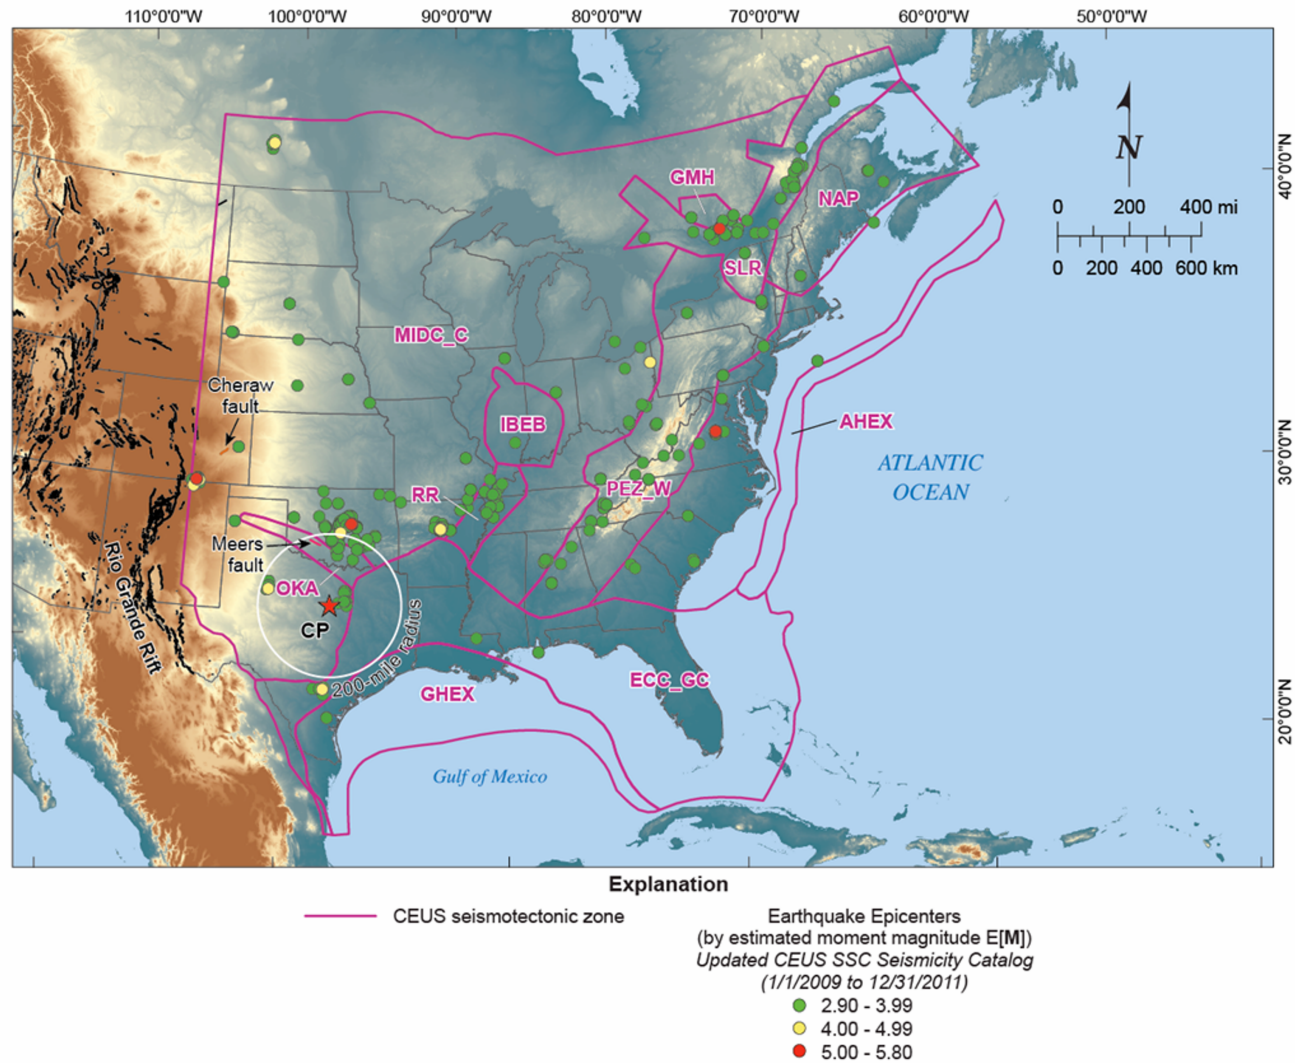 110°0'0"W 100°0'0"W 90°0'0"W 80°0'0"W 70°0'0"W 60°0'0"W 50°0'0"W
40°0'0"N
30°0'0"N
20°0'0"N
N
0 200 400 mi
0 200 400 600 km
GMH
NAP
SLR
MIDC_C
Cheraw
fault
IBEB
AHEX
ATLANTIC
OCEAN
RR
PEZ_W
Meers
fault
OKA
CP
Rio Grande Rift
200-mile radius
ECC_GC
GHEX
Gulf of Mexico
Explanation
CEUS seismotectonic zone
Earthquake Epicenters
(by estimated moment magnitude E[M])
Updated CEUS SSC Seismicity Catalog
(1/1/2009 to 12/31/2011)
2.90 - 3.99
4.00 - 4.99
5.00 - 5.80